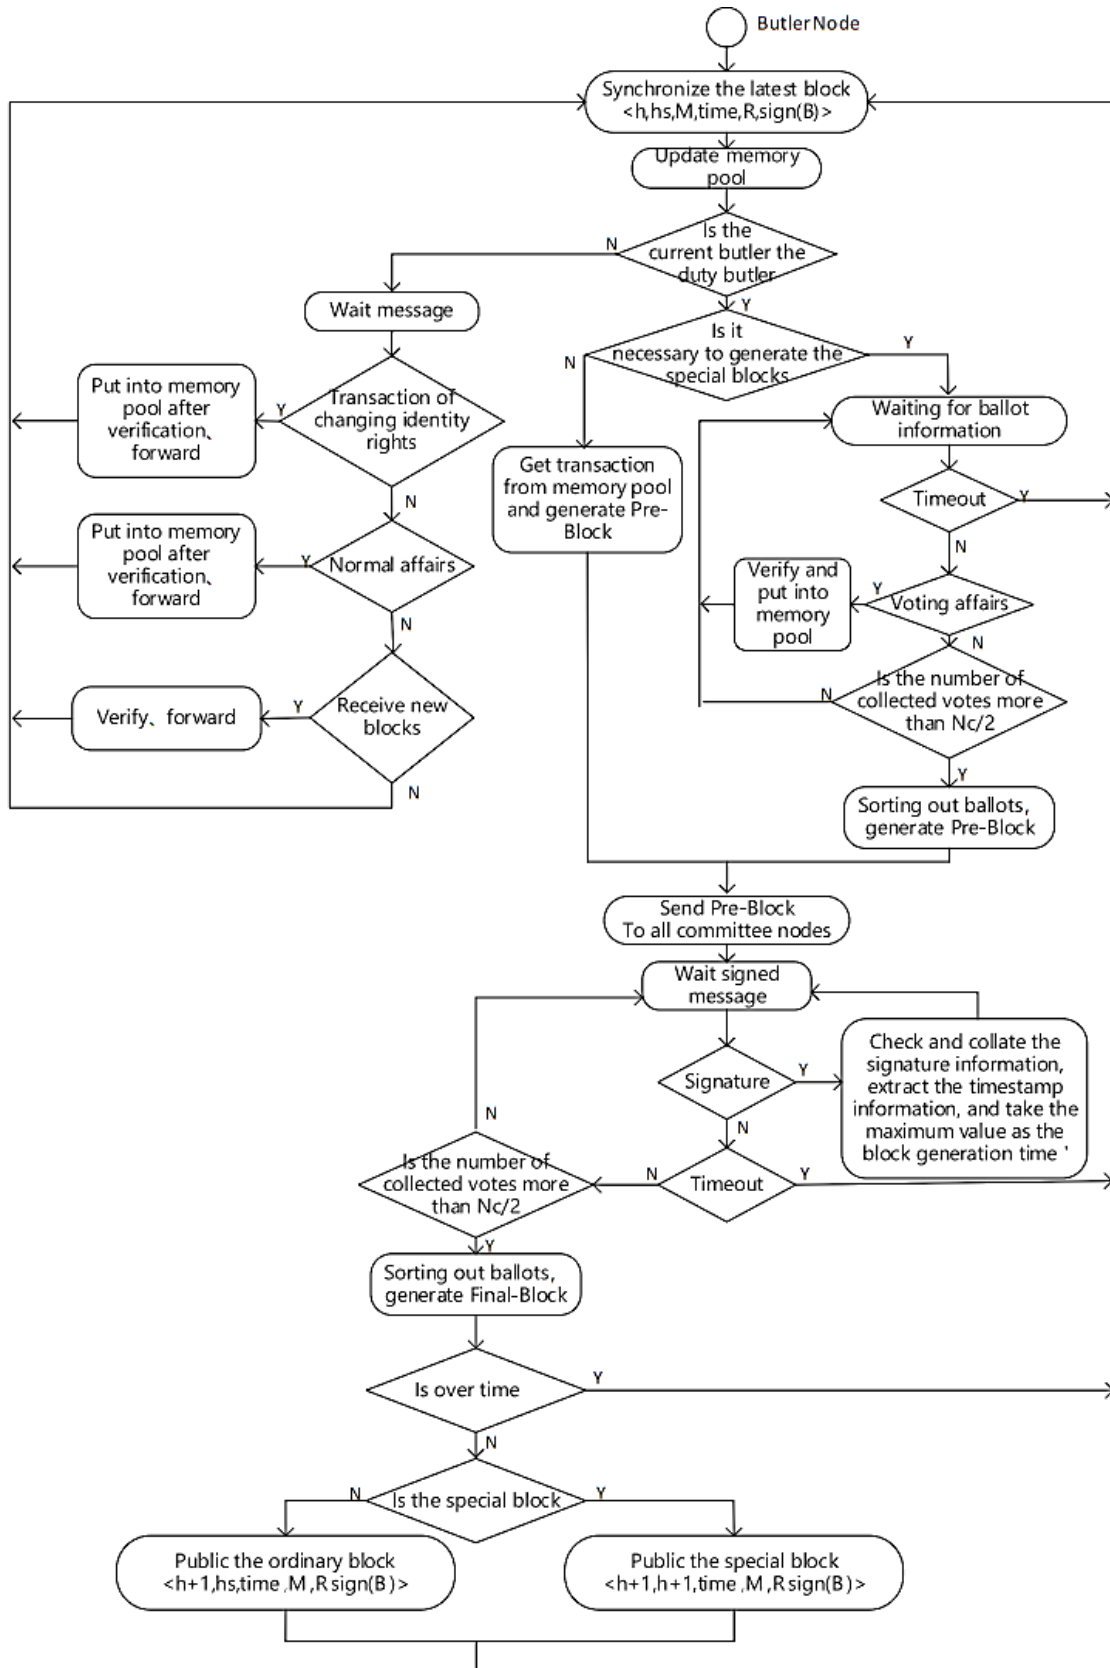 ButlerNode
Synchronize the latest block
<h,hs,M,time,R,sign(B)>
Update memory
pool
Is the
current butler the
duty butler
N
Y
Wait message
Is it
necessary to generate the
special blocks
N
Y
Put into memory
pool after
verification、
forward
Y
Transaction of
changing identity
rights
N
Waiting for ballot
information
Get transaction
from memory pool
and generate Pre-
Block
Timeout
Y
N
Put into memory
pool after
verification、
forward
Y
Normal affairs
N
Verify and
put into
memory
pool
Y
Voting affairs
N
Is the number of
collected votes more
than Nc/2
N
Y
Verify、forward
Y
Receive new
blocks
N
Sorting out ballots,
generate Pre-Block
Send Pre-Block
To all committee nodes
Wait signed
message
Signature
Y
N
Check and collate the
signature information,
extract the timestamp
information, and take the
maximum value as the
block generation time '
N
Is the number of
collected votes more
than Nc/2
N
Timeout
Y
Y
Sorting out ballots,
generate Final-Block
Is over time
Y
N
N
Is the special block
Y
Public the ordinary block
<h+1,hs,time,M,R sign(B)>
Public the special block
<h+1,h+1,time,M,R sign(B)>